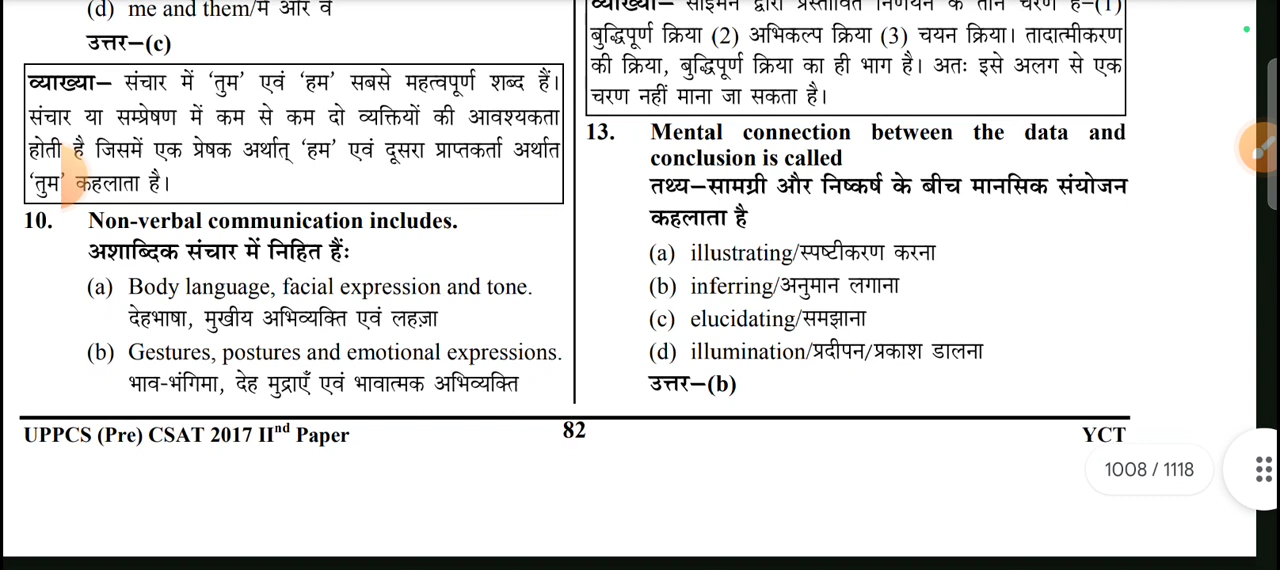 (d) me and them/में और वे
उत्तर–(c)
व्याख्या– संचार में ‘तुम’ एवं ‘हम’ सबसे महत्वपूर्ण शब्द हैं।
संचार या सम्प्रेषण में कम से कम दो व्यक्तियों की आवश्यकता
होती है जिसमें एक प्रेषक अर्थात् ‘हम’ एवं दूसरा प्राप्तकर्ता अर्थात
‘तुम’ कहलाता है।
10. Non-verbal communication includes.
अशाब्दिक संचार में निहित हैंः
(a) Body language, facial expression and tone.
देहभाषा, मुखीय अभिव्यक्ति एवं लहज़ा
(b) Gestures, postures and emotional expressions.
भाव-भंगिमा, देह मुद्राएँ एवं भावात्मक अभिव्यक्ति
व्याख्या– साइमन द्वारा प्रस्तावित निर्णयन के तीन चरण हैं–(1)
बुद्धिपूर्ण क्रिया (2) अभिकल्प क्रिया (3) चयन क्रिया। तादात्मीकरण
की क्रिया, बुद्धिपूर्ण क्रिया का ही भाग है। अतः इसे अलग से एक
चरण नहीं माना जा सकता है।
13. Mental connection between the data and
conclusion is called
तथ्य–सामग्री और निष्कर्ष के बीच मानसिक संयोजन
कहलाता है
(a) illustrating/स्पष्टीकरण करना
(b) inferring/अनुमान लगाना
(c) elucidating/समझाना
(d) illumination/प्रदीपन/प्रकाश डालना
उत्तर–(b)
UPPCS (Pre) CSAT 2017 IInd Paper 82 YCT
1008 / 1118